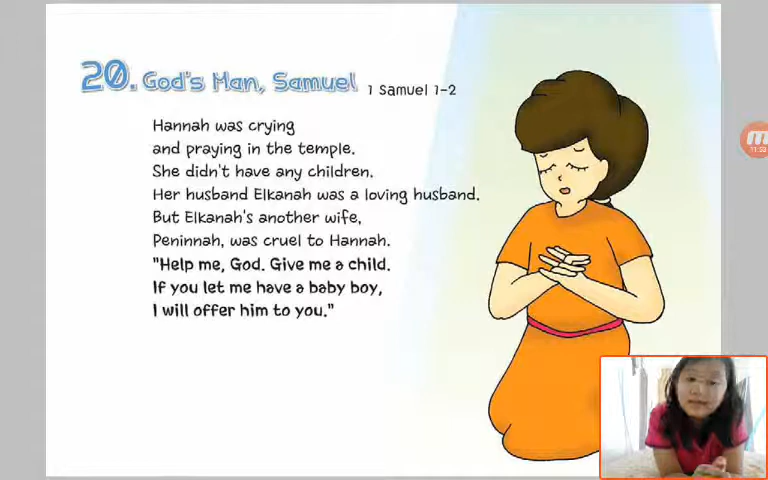 20. God's Man, Samuel 1 Samuel 1-2
Hannah was crying
and praying in the temple.
She didn't have any children.
Her husband Elkanah was a loving husband.
But Elkanah's another wife,
Peninnah, was cruel to Hannah.
"Help me, God. Give me a child.
If you let me have a baby boy,
I will offer him to you."